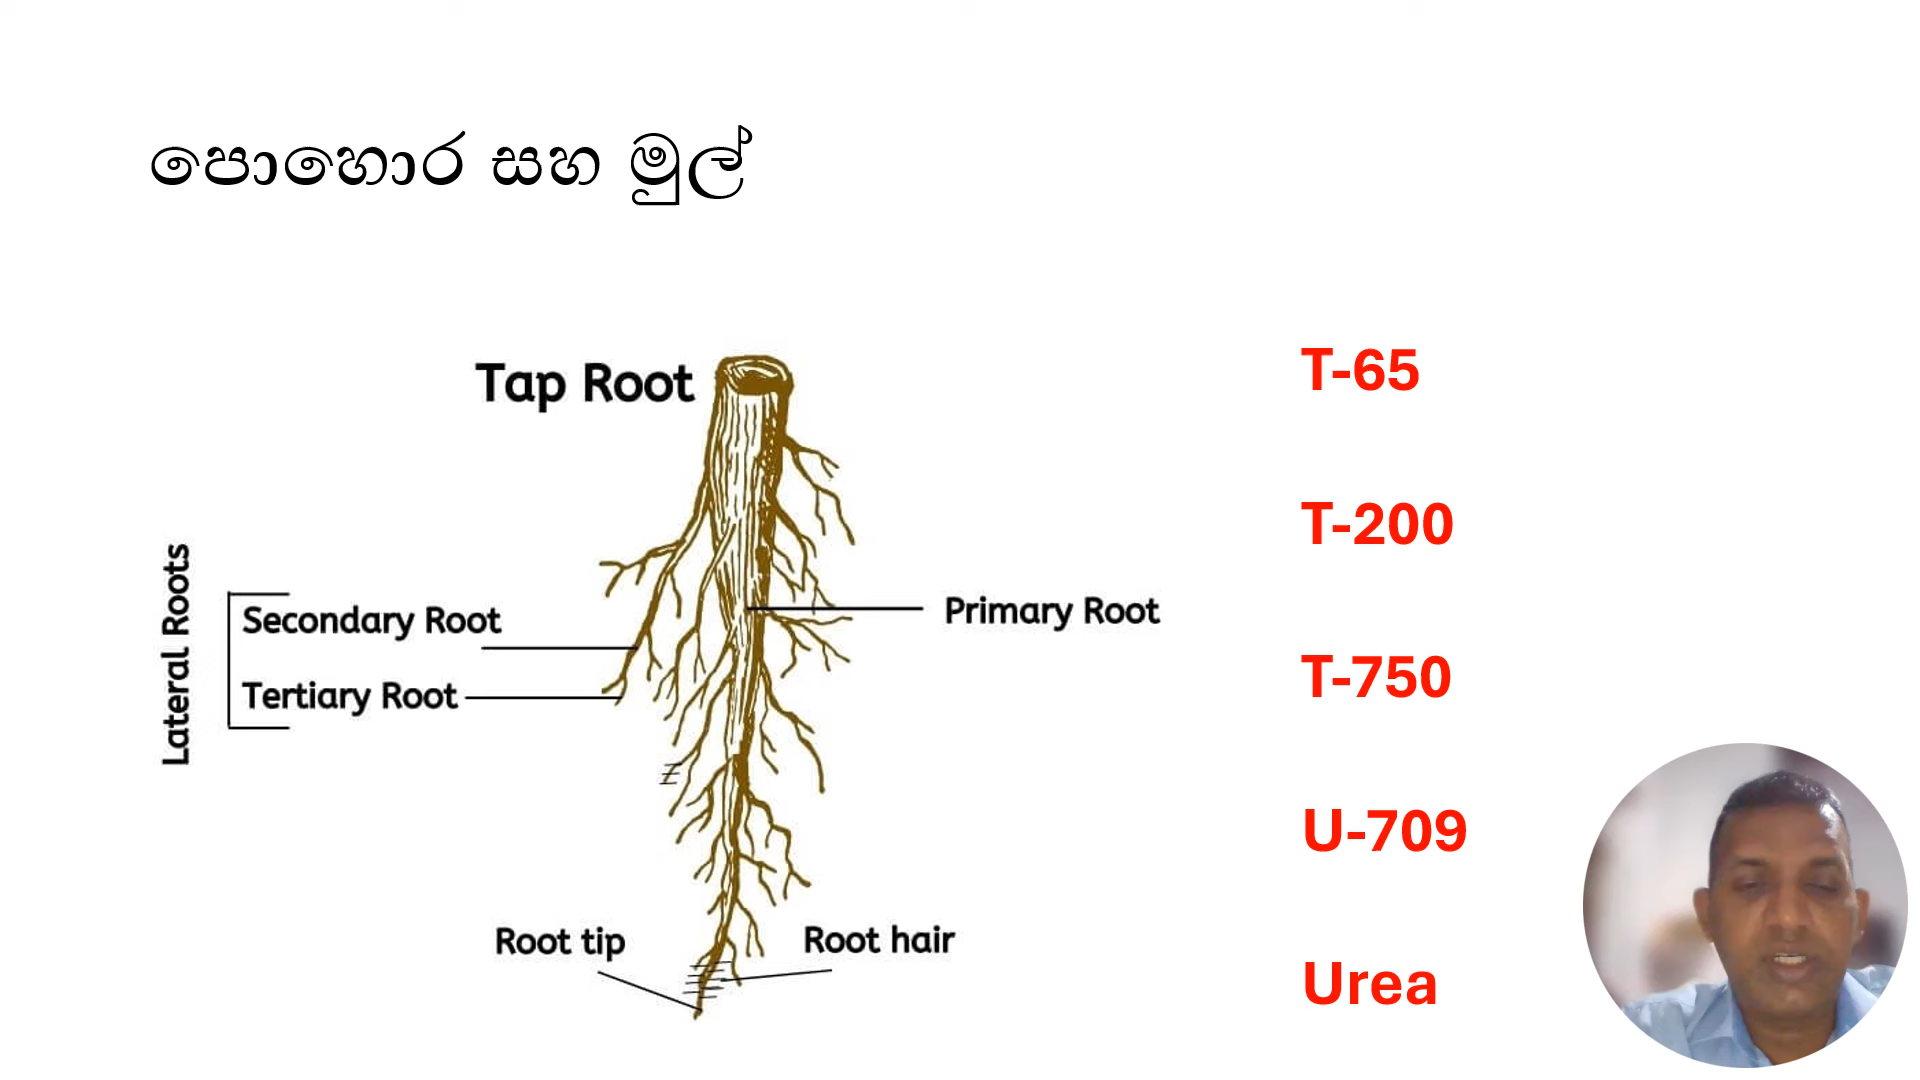 පොහොර සහ මුල්
Tap Root
Lateral Roots
Secondary Root
Tertiary Root
Primary Root
Root tip
Root hair
T-65
T-200
T-750
U-709
Urea